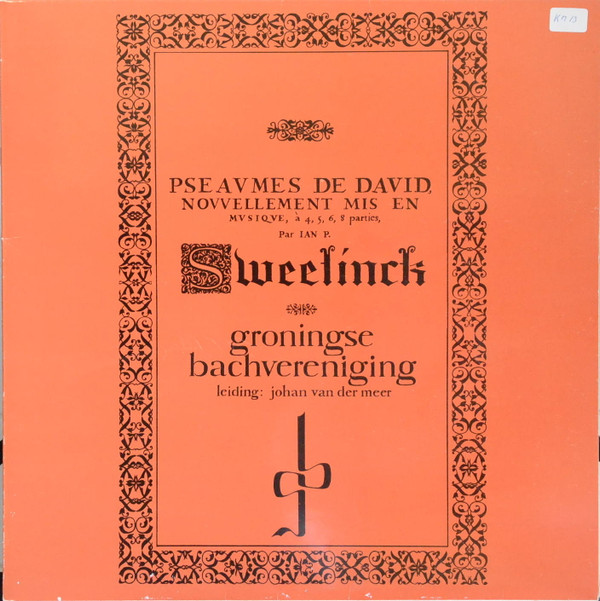 KM13
PSEAVMES DE DAVID,
NOVVELLEMENT MIS EN
MVSIQVE, à 4, 5, 6, 8 parties,
Par IAN P.
Sweelinck
groningse
bachvereniging
leiding: johan van der meer